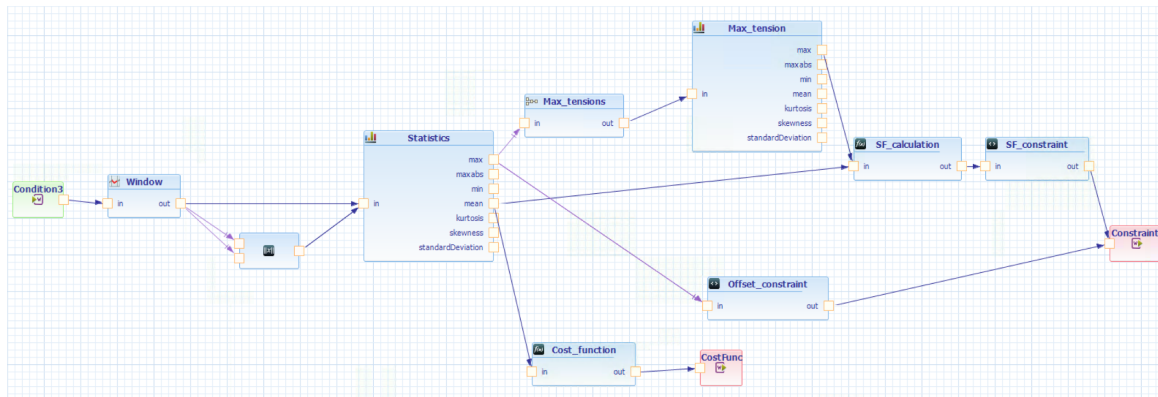 Condition3
Window
in out
Statistics
in
max
maxabs
min
mean
kurtosis
skewness
standardDeviation
Max_tensions
in out
Max_tension
in
max
maxabs
min
mean
kurtosis
skewness
standardDeviation
SF_calculation
in out
SF_constraint
in out
Constraint
Offset_constraint
in out
Cost_function
in out
CostFunc